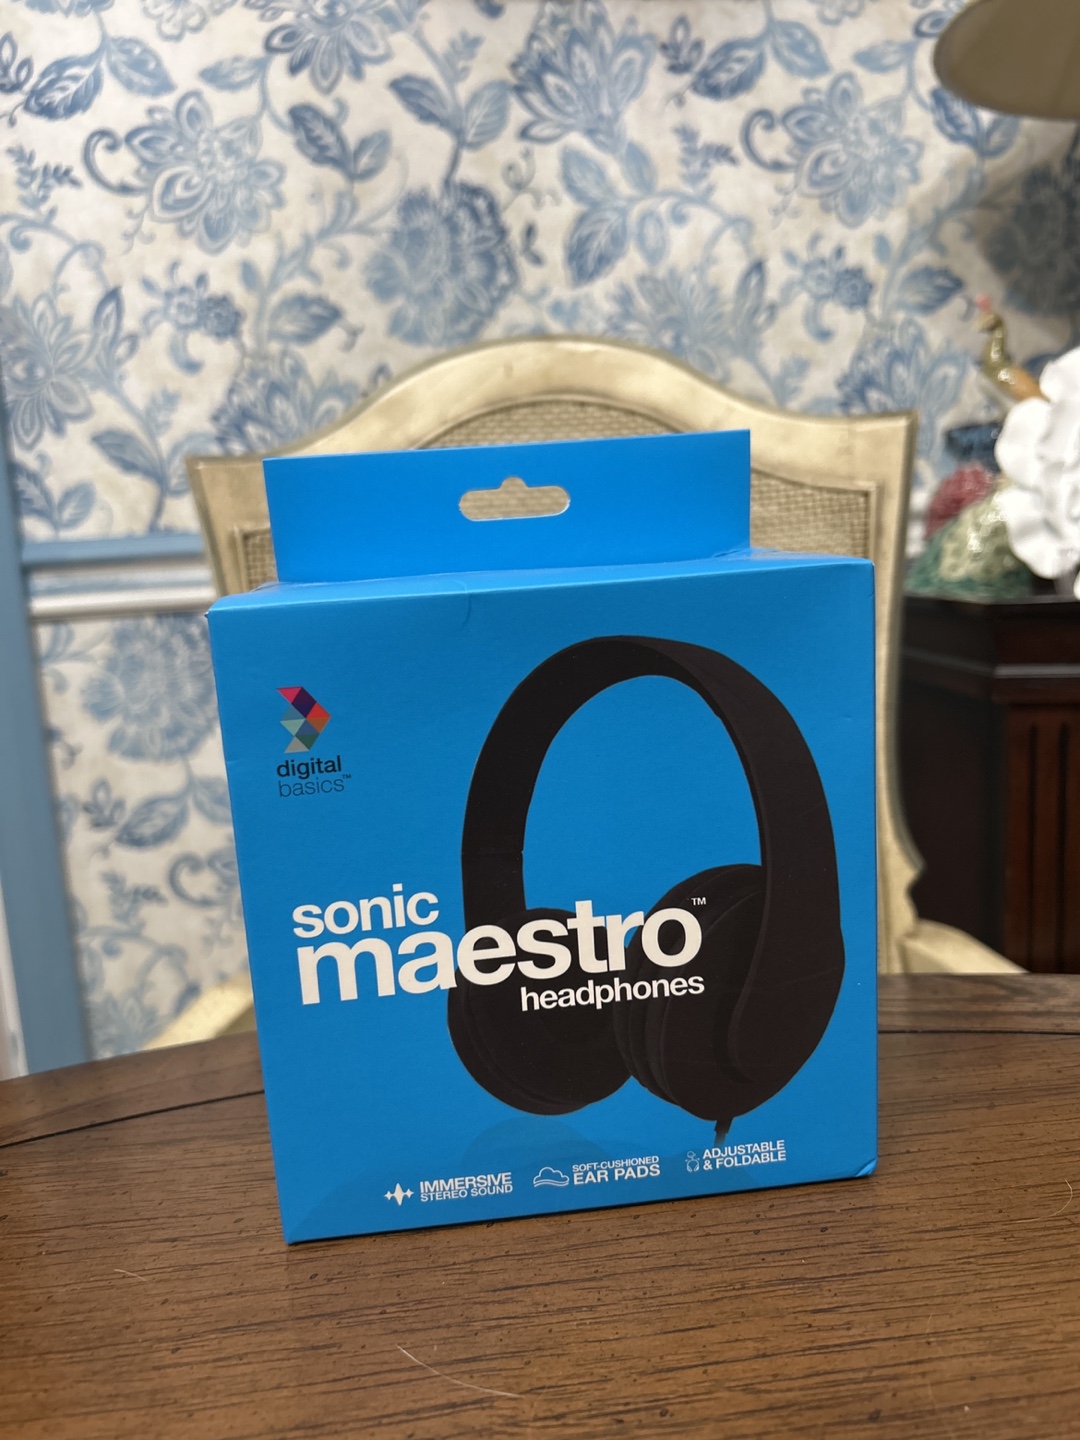 digital
basics™
sonic
maestro™
headphones
IMMERSIVE
STEREO SOUND
SOFT-CUSHIONED
EAR PADS
ADJUSTABLE
& FOLDABLE